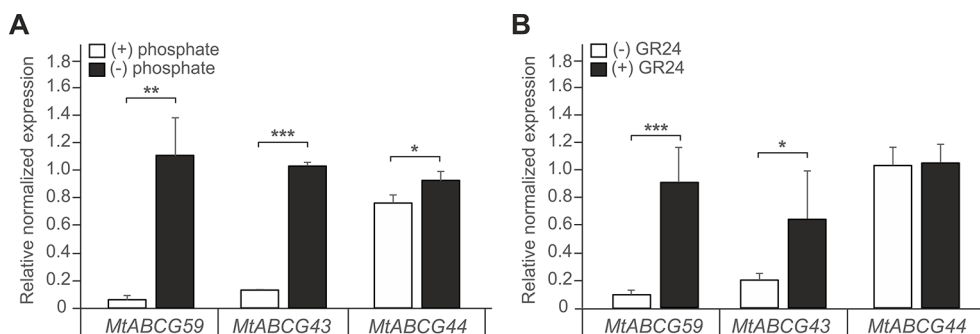 A
(+) phosphate
(-) phosphate
Relative normalized expression
1.8
1.6
1.4
1.2
1.0
0.8
0.6
0.4
0.2
0
**
***
*
MtABCG59 MtABCG43 MtABCG44
B
(-) GR24
(+) GR24
Relative normalized expression
1.8
1.6
1.4
1.2
1.0
0.8
0.6
0.4
0.2
0
***
*
MtABCG59 MtABCG43 MtABCG44